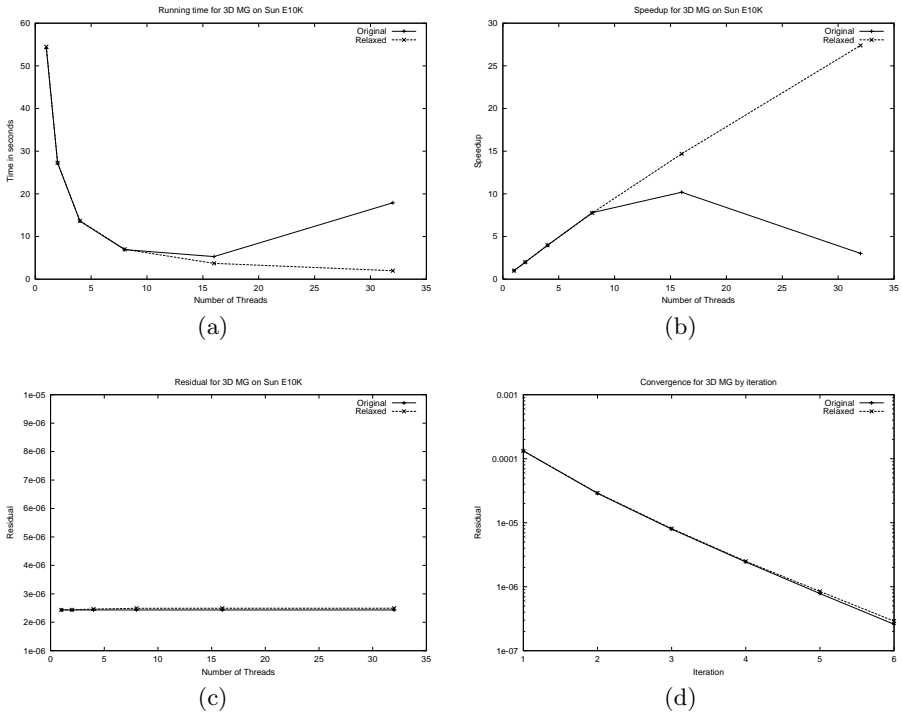 Running time for 3D MG on Sun E10K
Original
Relaxed
60
50
40
30
20
10
0
Time in seconds
0 5 10 15 20 25 30 35
Number of Threads
(a)
Speedup for 3D MG on Sun E10K
Original
Relaxed
30
25
20
15
10
5
0
Speedup
0 5 10 15 20 25 30 35
Number of Threads
(b)
Residual for 3D MG on Sun E10K
Original
Relaxed
1e-05
9e-06
8e-06
7e-06
6e-06
5e-06
4e-06
3e-06
2e-06
1e-06
Residual
0 5 10 15 20 25 30 35
Number of Threads
(c)
Convergence for 3D MG by iteration
Original
Relaxed
0.001
0.0001
1e-05
1e-06
1e-07
Residual
1 2 3 4 5 6
Iteration
(d)